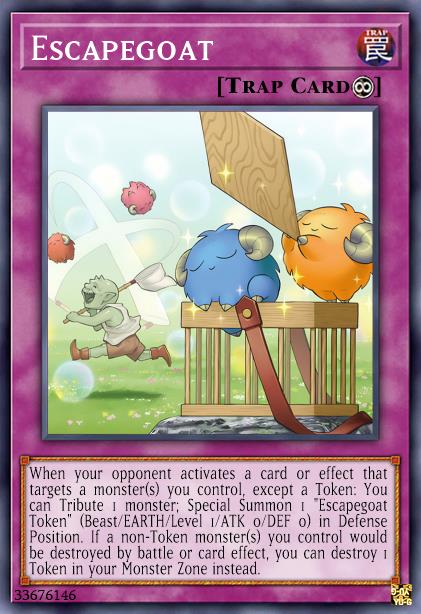 Escapegoat
TRAP
罠
[Trap Card]
When your opponent activates a card or effect that
targets a monster(s) you control, except a Token: You
can Tribute 1 monster; Special Summon 1 "Escapegoat
Token" (Beast/EARTH/Level 1/ATK 0/DEF 0) in Defense
Position. If a non-Token monster(s) you control would
be destroyed by battle or card effect, you can destroy 1
Token in your Monster Zone instead.
33676146